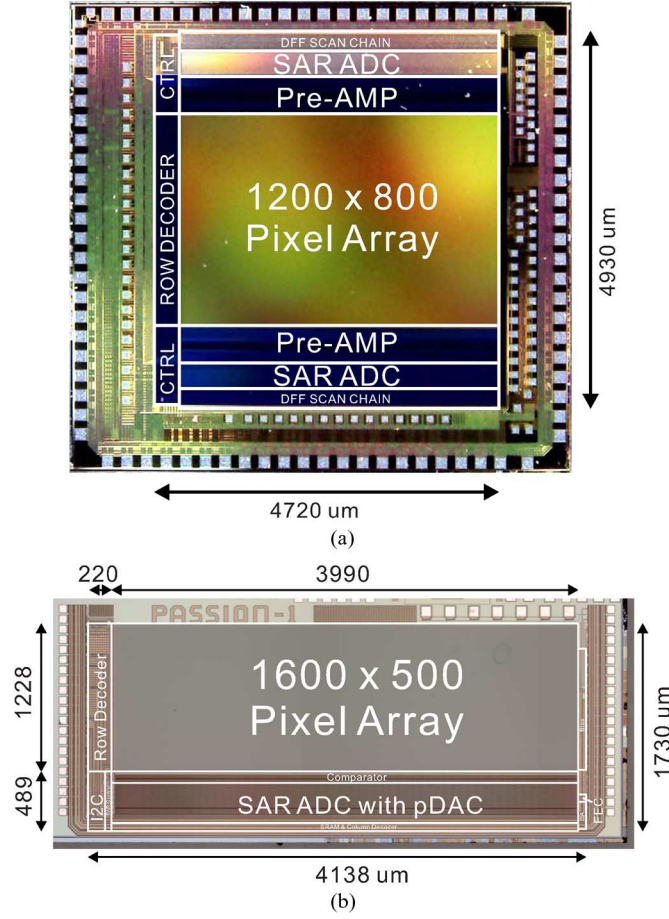 DFF SCAN CHAIN
SAR ADC
CTRL
Pre-AMP
ROW DECODER
1200 x 800
Pixel Array
4930 um
Pre-AMP
CTRL
SAR ADC
DFF SCAN CHAIN
4720 um
(a)
220
3990
PASSION-1
1228
Row Decoder
1600 x 500
Pixel Array
1730 um
Comparator
489
I2C
SAR ADC with pDAC
FEC
SRAM & Column Decoder
4138 um
(b)